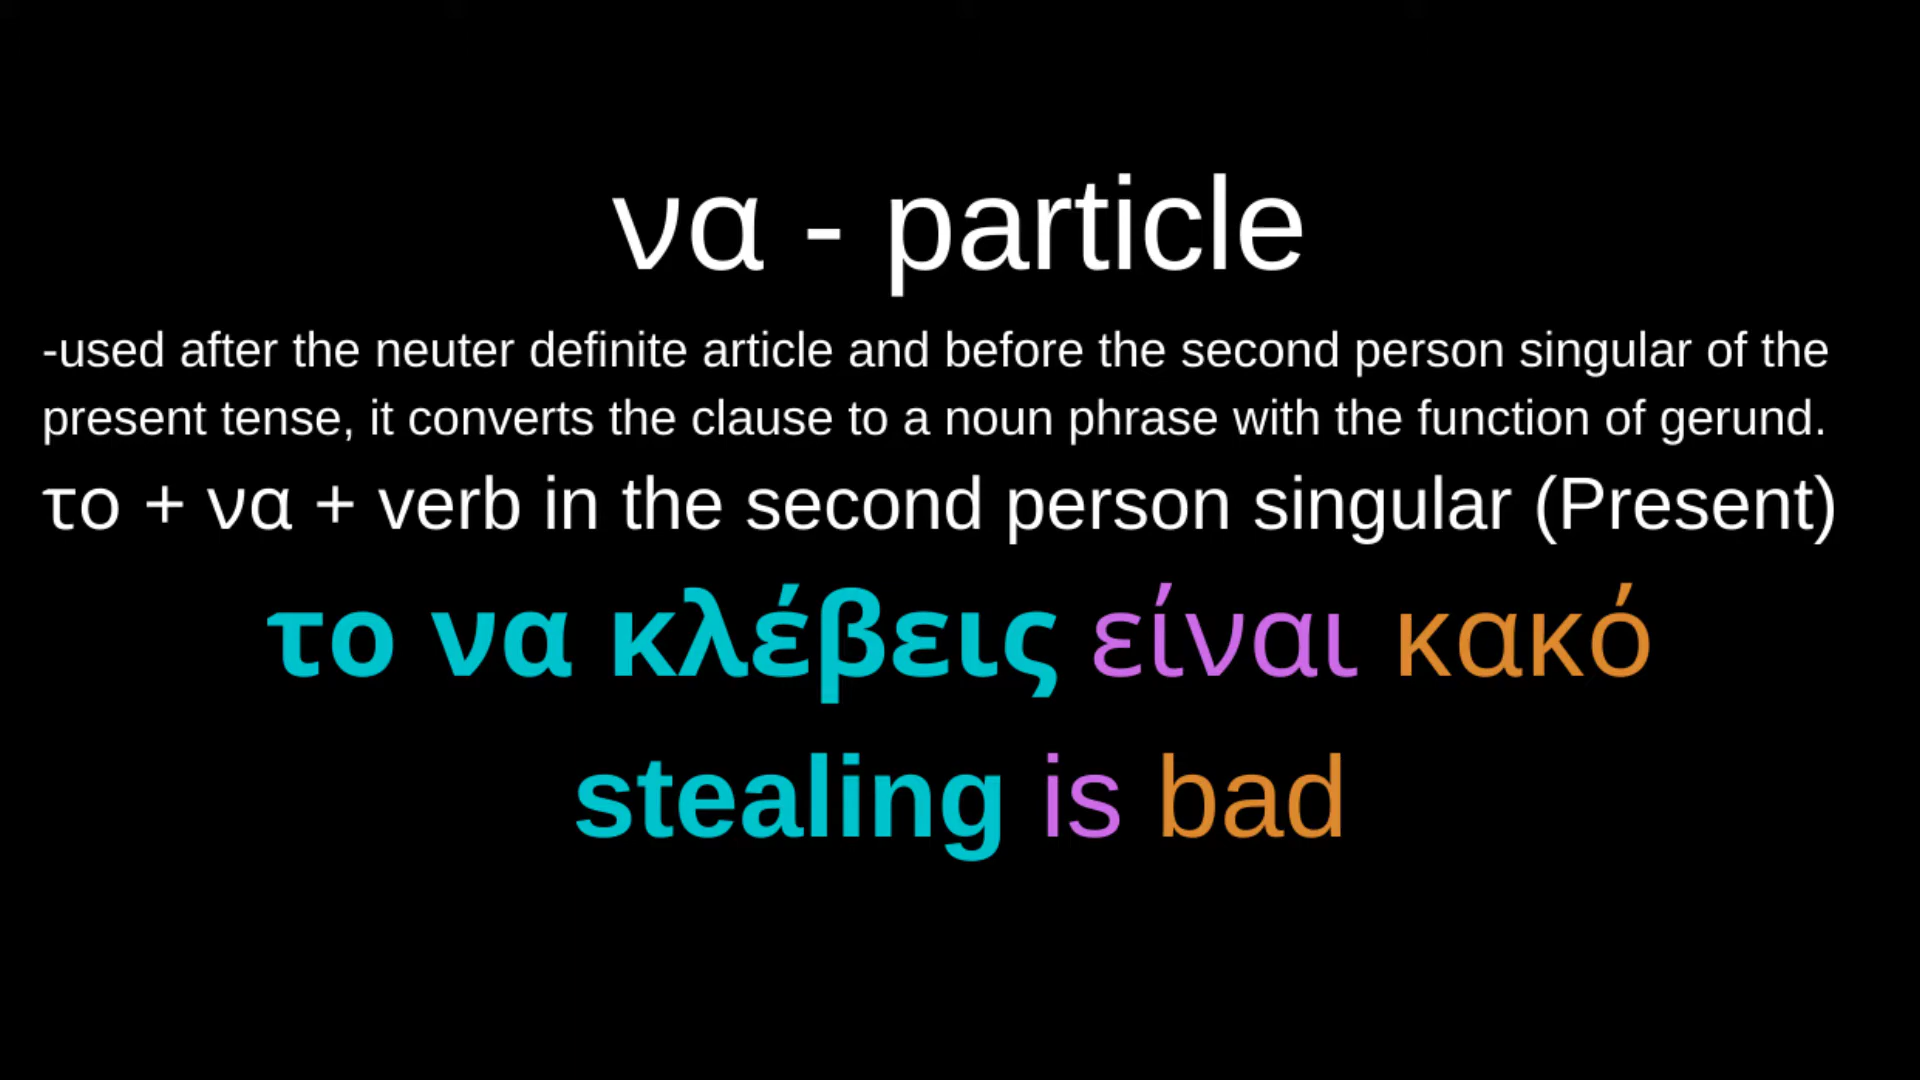 να - particle
-used after the neuter definite article and before the second person singular of the
present tense, it converts the clause to a noun phrase with the function of gerund.
το + να + verb in the second person singular (Present)
το να κλέβεις είναι κακό
stealing is bad